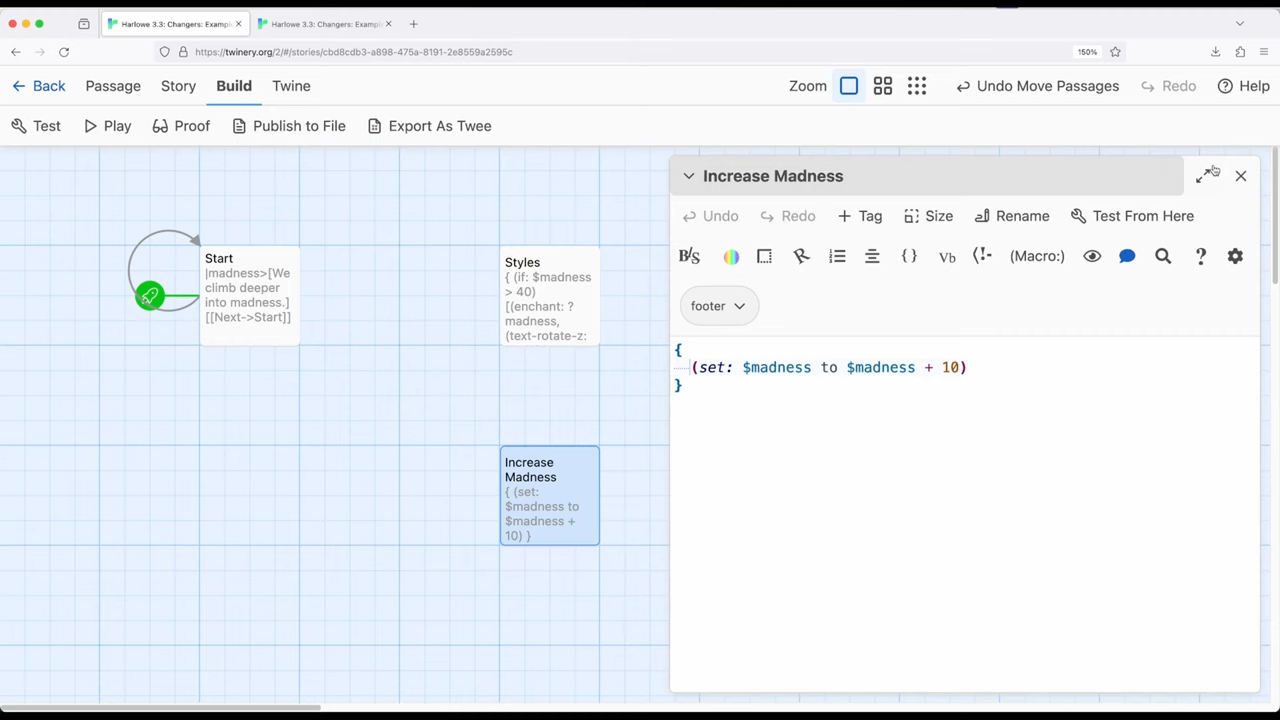 Harlowe 3.3: Changers: Example
Harlowe 3.3: Changers: Example
https://twinery.org/2/#/stories/cbd8cdb3-a898-475a-8191-2e8559a2595c
150%
Back
Passage
Story
Build
Twine
Zoom
Undo Move Passages
Redo
Help
Test
Play
Proof
Publish to File
Export As Twee
Start
|madness>[We
climb deeper
into madness.]
[[Next->Start]]
Styles
{ (if: $madness
> 40)
[(enchant: ?
madness,
(text-rotate-z:
Increase
Madness
{ (set:
$madness to
$madness +
10) }
Increase Madness
Undo
Redo
Tag
Size
Rename
Test From Here
B/S
{}
Vb
(Macro:)
?
footer
{
(set: $madness to $madness + 10)
}